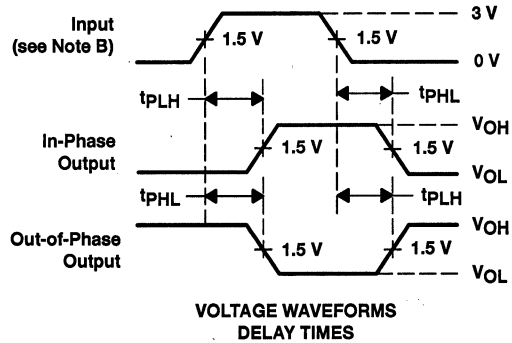 3 V
Input
(see Note B)
1.5 V
1.5 V
0 V
tPLH
tPHL
VOH
In-Phase
Output
1.5 V
1.5 V
VOL
tPHL
tPLH
VOH
Out-of-Phase
Output
1.5 V
1.5 V
VOL
VOLTAGE WAVEFORMS
DELAY TIMES